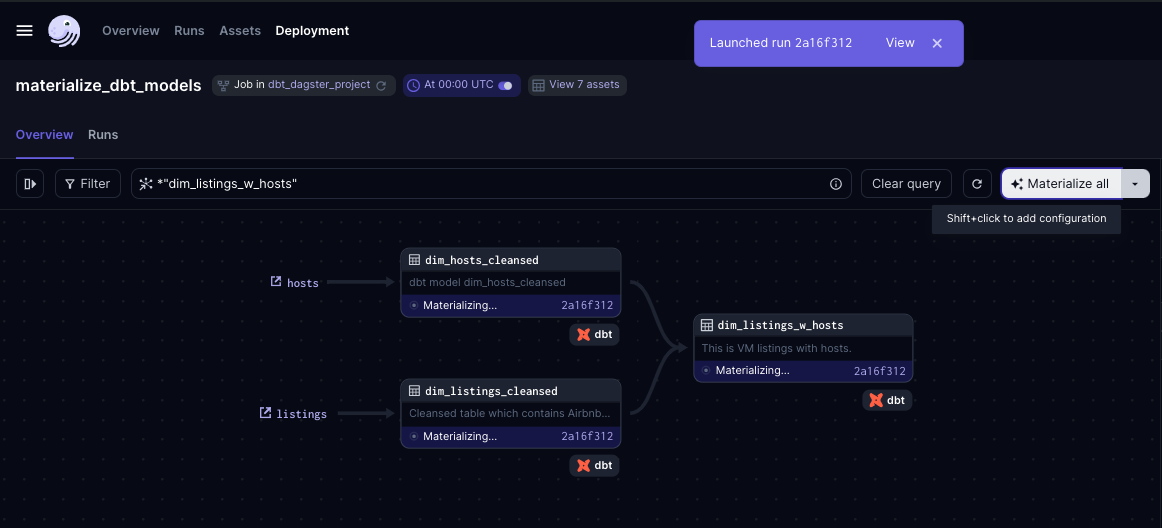 Overview Runs Assets Deployment
Launched run 2a16f312 View
materialize_dbt_models Job in dbt_dagster_project At 00:00 UTC View 7 assets
Overview Runs
Filter *"dim_listings_w_hosts" Clear query Materialize all
Shift+click to add configuration
hosts
dim_hosts_cleansed
dbt model dim_hosts_cleansed
Materializing... 2a16f312
dbt
dim_listings_w_hosts
This is VM listings with hosts.
Materializing... 2a16f312
dbt
listings
dim_listings_cleansed
Cleansed table which contains Airbnb...
Materializing... 2a16f312
dbt